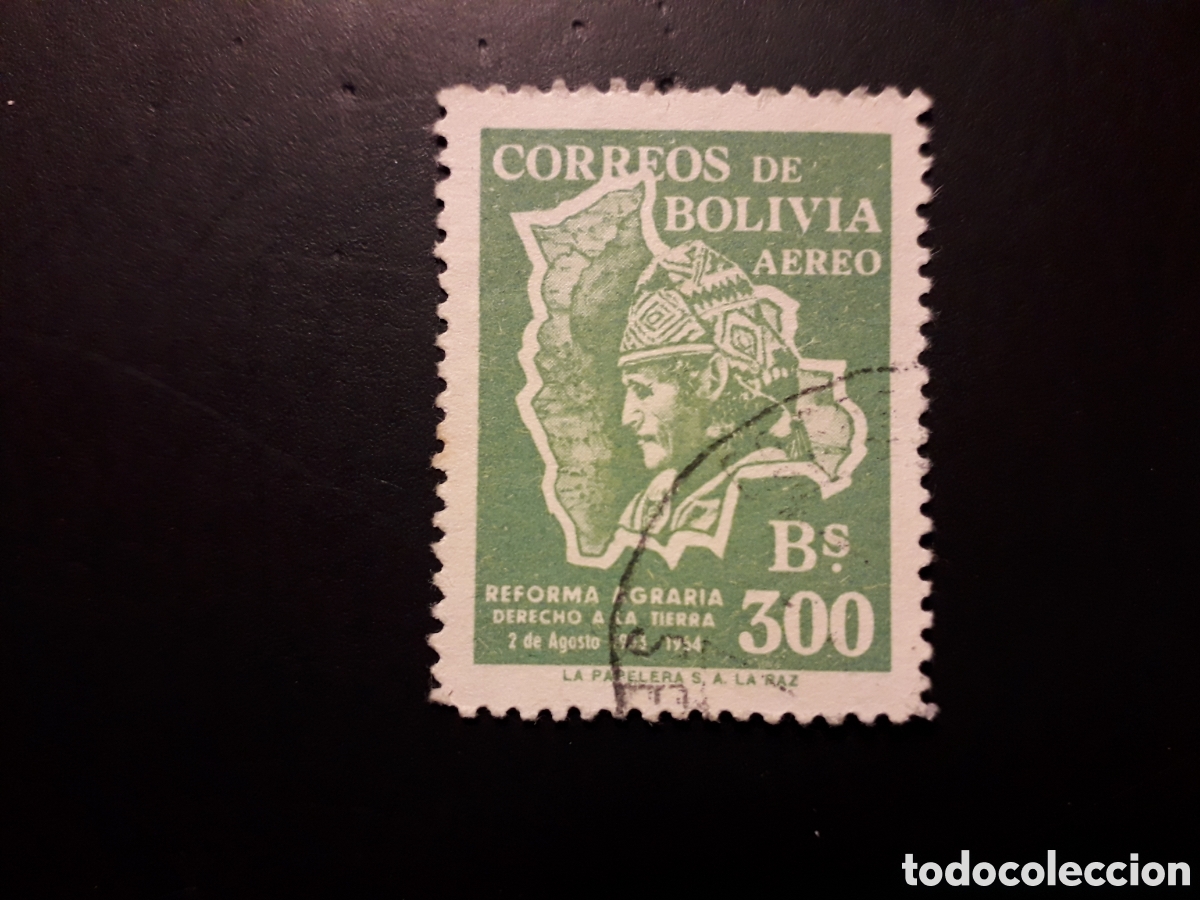 CORREOS DE
BOLIVIA
AEREO
Bs.
300
REFORMA AGRARIA
DERECHO A LA TIERRA
2 de Agosto 1953 - 1954
LA PAPELERA S. A. LA PAZ
todocoleccion